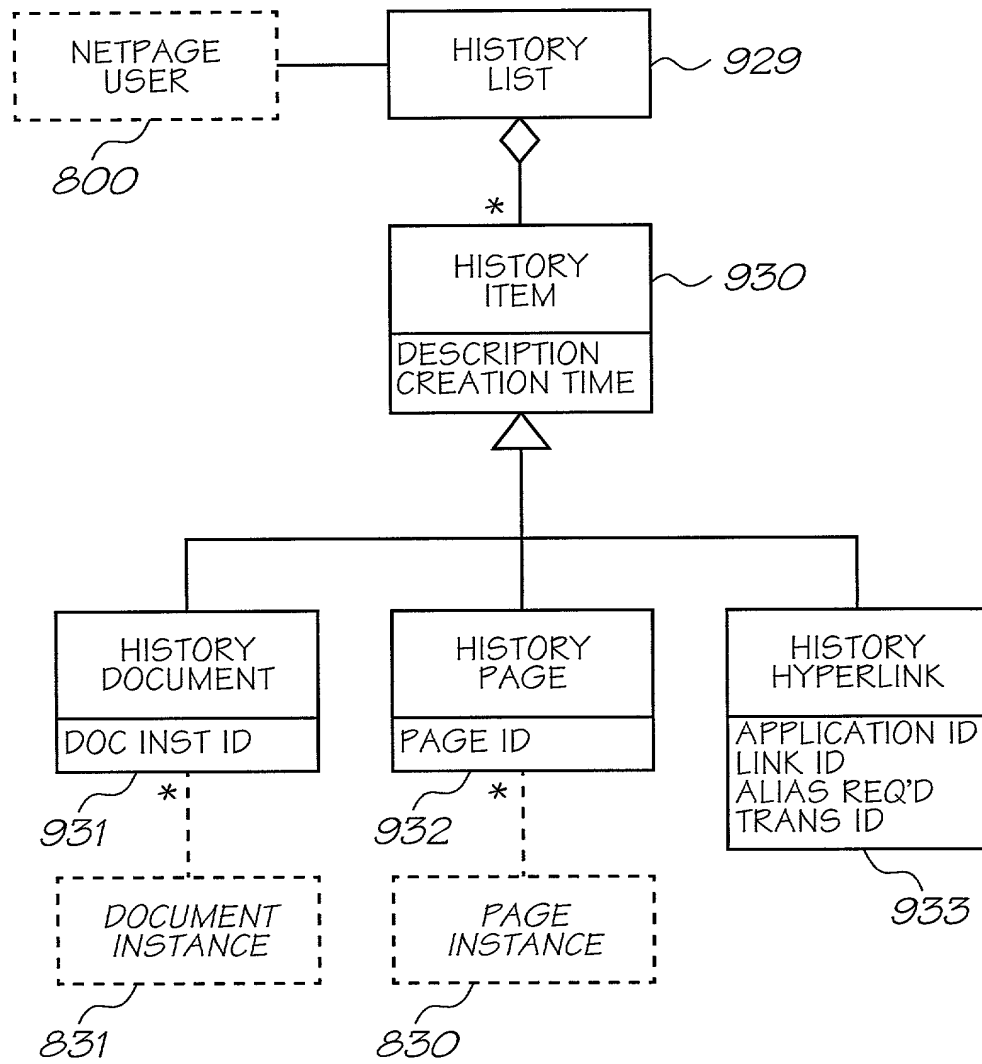 NETPAGE
USER
800
HISTORY
LIST
929
*
HISTORY
ITEM
930
DESCRIPTION
CREATION TIME
HISTORY
DOCUMENT
DOC INST ID
931
*
HISTORY
PAGE
PAGE ID
932
*
HISTORY
HYPERLINK
APPLICATION ID
LINK ID
ALIAS REQ'D
TRANS ID
933
DOCUMENT
INSTANCE
831
PAGE
INSTANCE
830